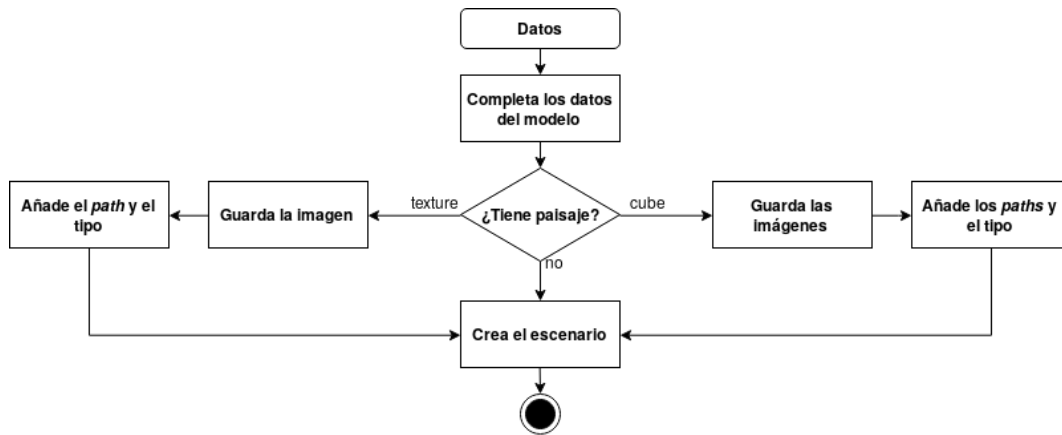 Datos
Completa los datos
del modelo
texture
¿Tiene paisaje?
cube
Añade el path y el
tipo
Guarda la imagen
Guarda las
imágenes
Añade los paths y
el tipo
no
Crea el escenario